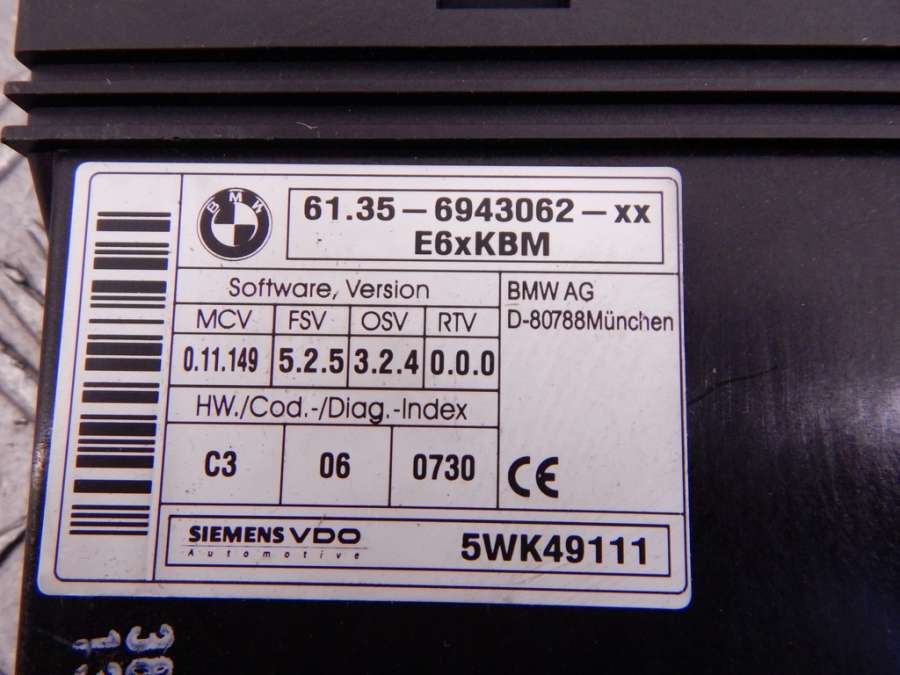 BMW
61.35-6943062-xx
E6xKBM
Software, Version
MCV FSV OSV RTV
0.11.149 5.2.5 3.2.4 0.0.0
BMW AG
D-80788München
HW./Cod.-/Diag.-Index
C3 06 0730
CE
SIEMENS VDO
Automotive
5WK49111